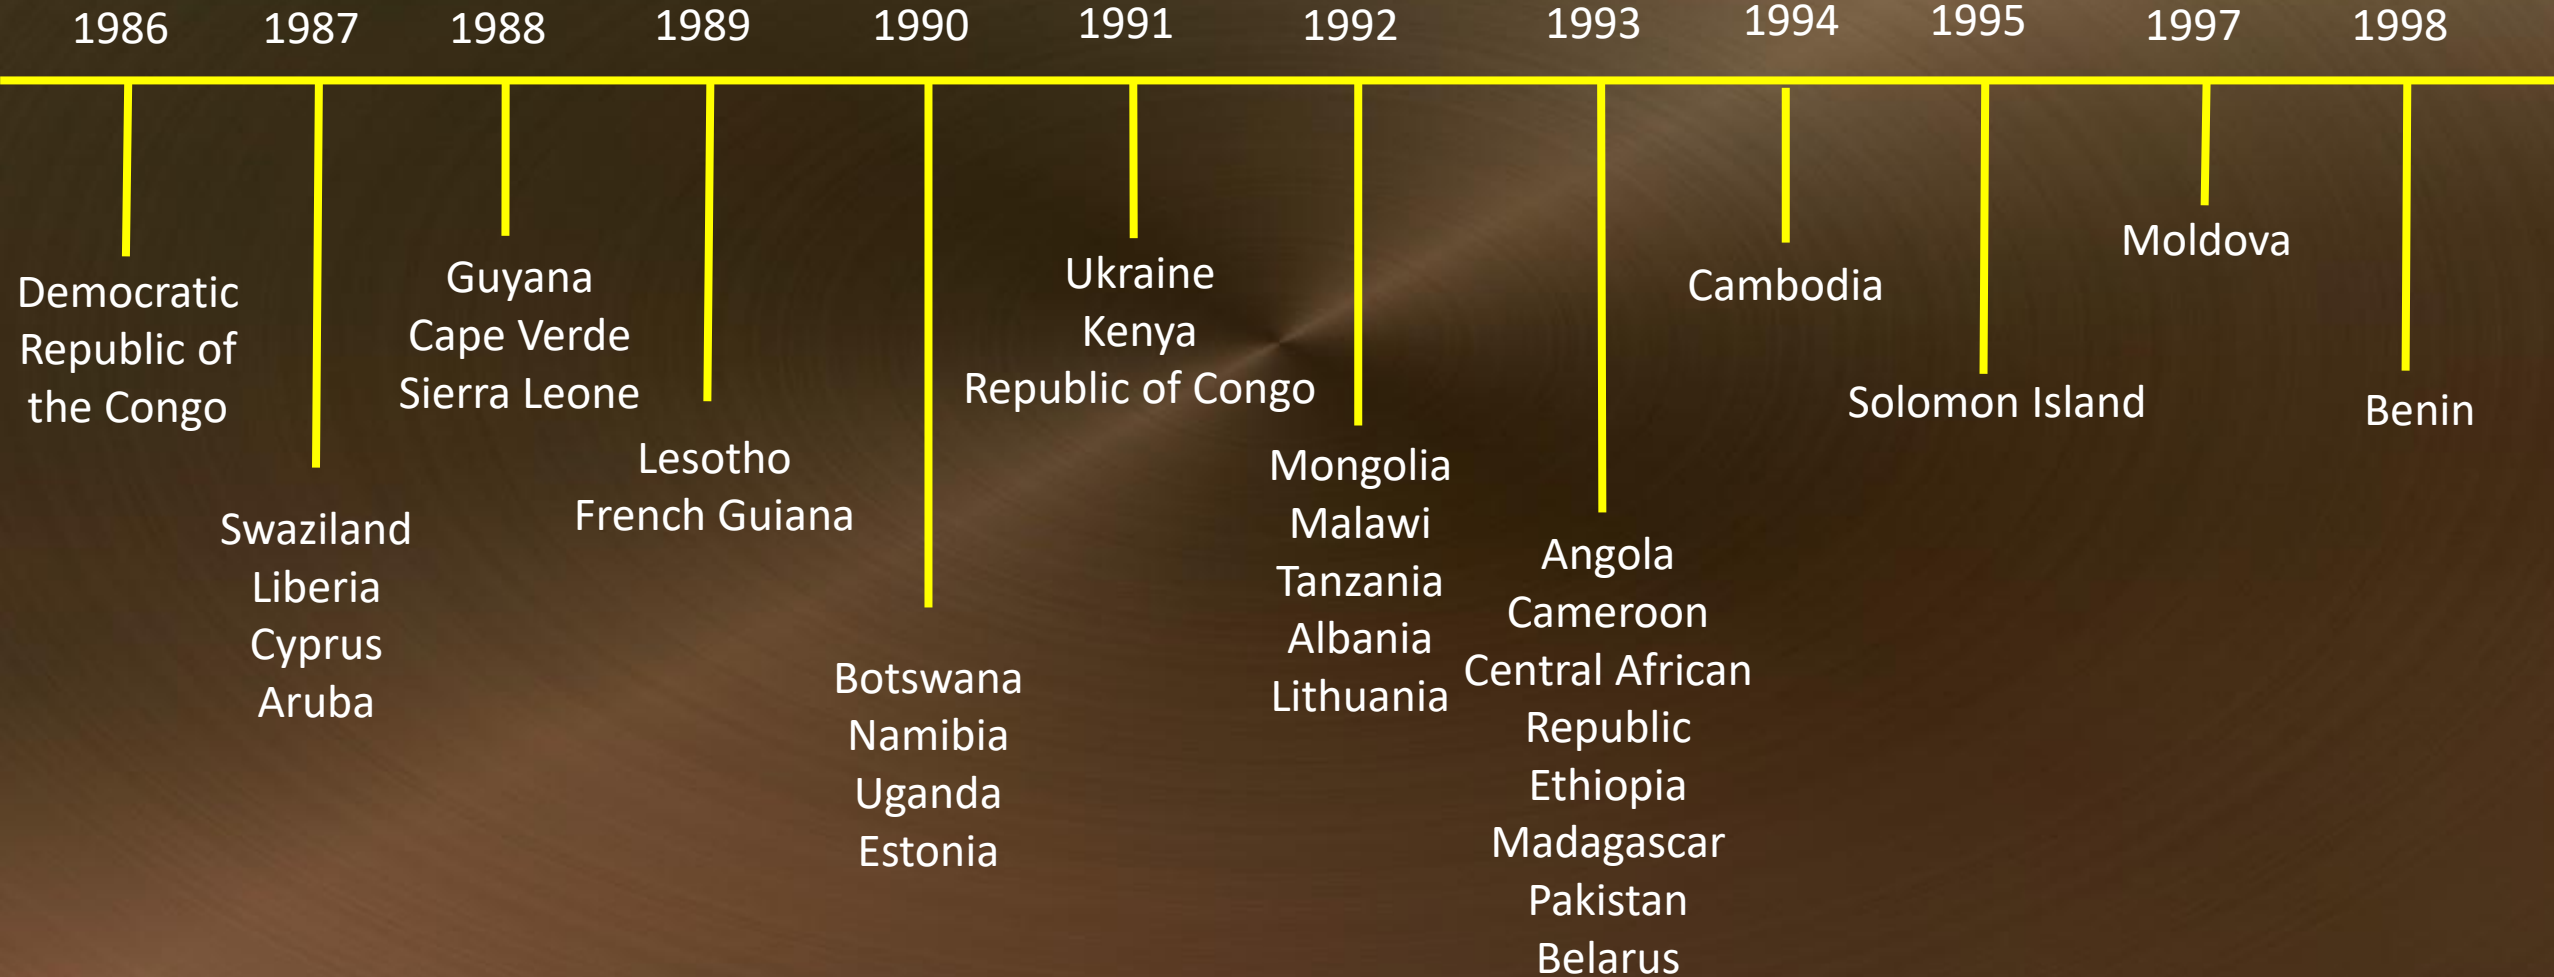 1986 1987 1988 1989 1990 1991 1992 1993 1994 1995 1997 1998
Democratic
Republic of
the Congo
Swaziland
Liberia
Cyprus
Aruba
Guyana
Cape Verde
Sierra Leone
Lesotho
French Guiana
Botswana
Namibia
Uganda
Estonia
Ukraine
Kenya
Republic of Congo
Mongolia
Malawi
Tanzania
Albania
Lithuania
Angola
Cameroon
Central African
Republic
Ethiopia
Madagascar
Pakistan
Belarus
Cambodia
Solomon Island
Moldova
Benin